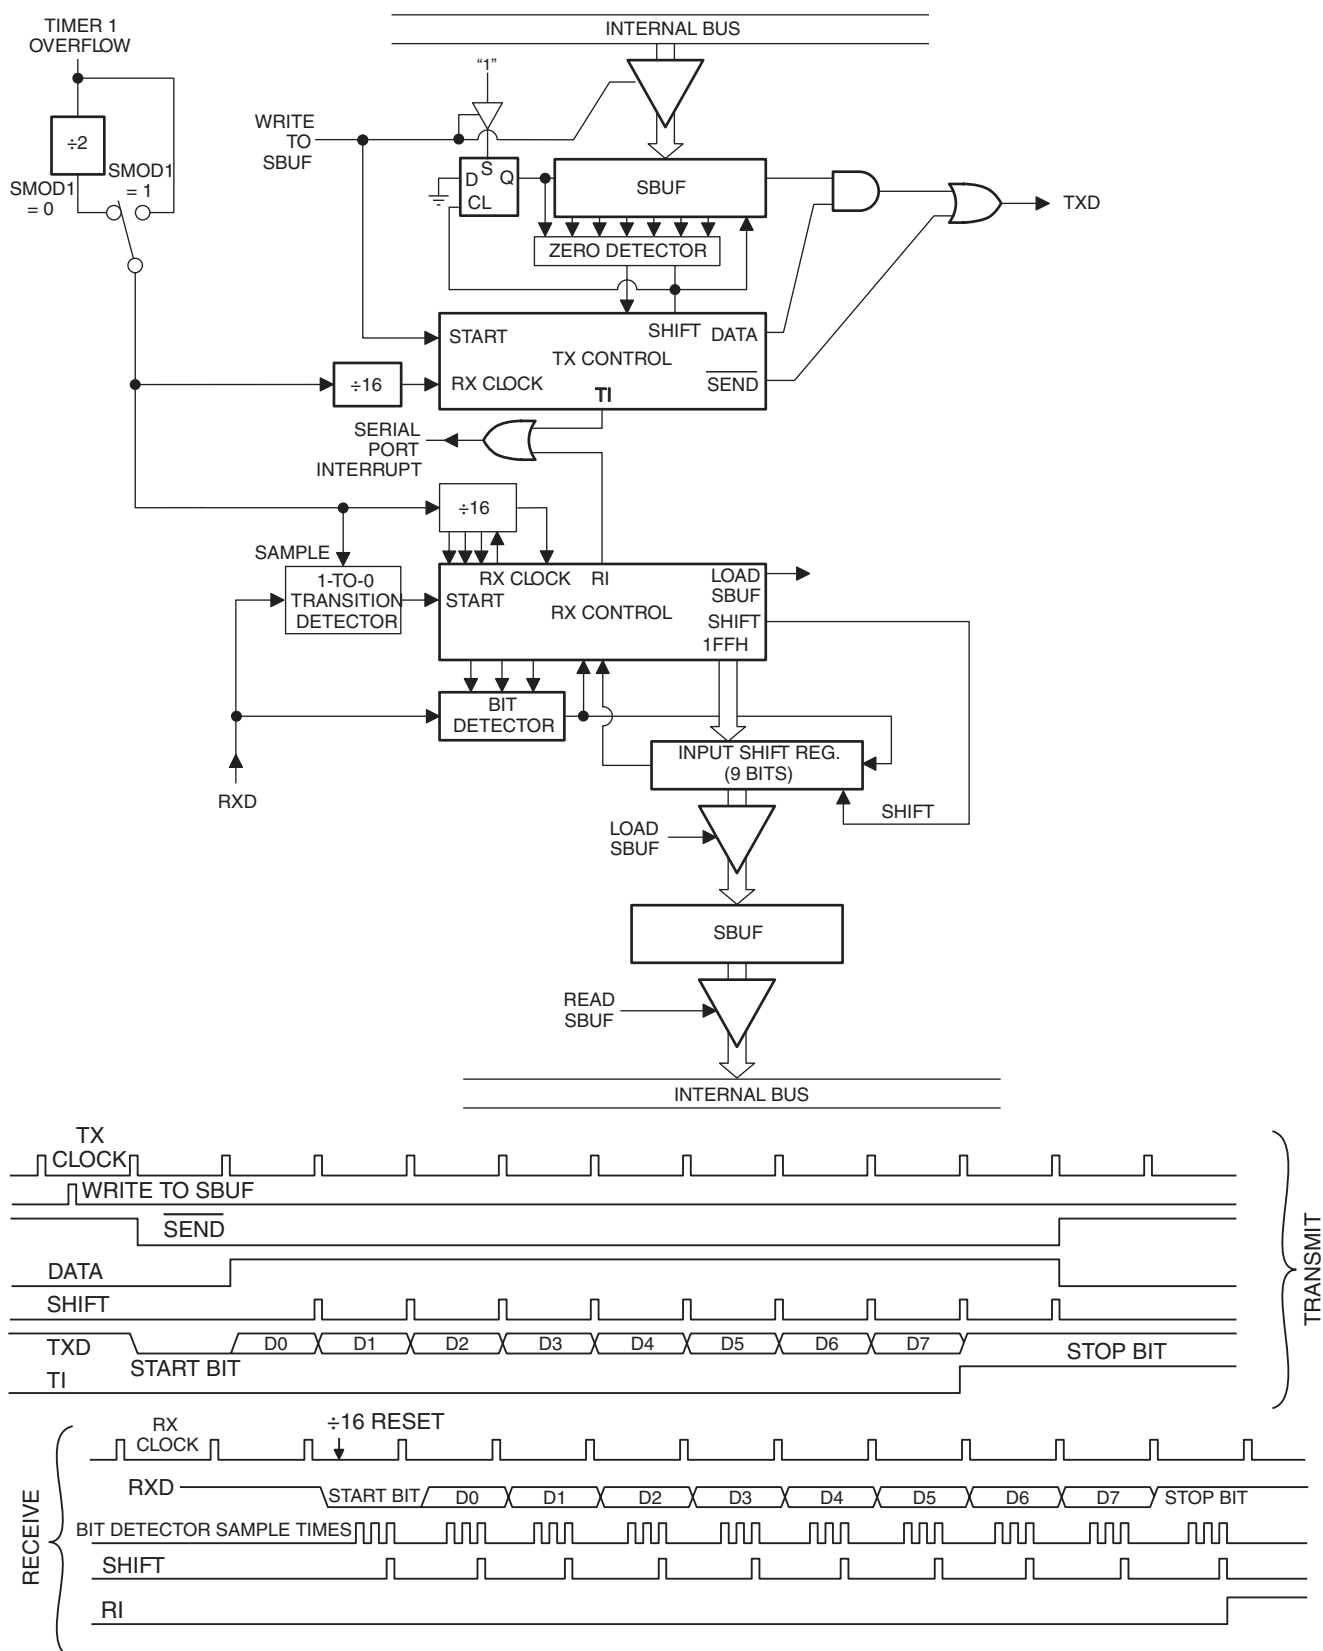 TIMER 1
OVERFLOW
INTERNAL BUS
"1"
WRITE
TO
SBUF
÷2
SMOD1
= 1
SMOD1
= 0
D
S
Q
CL
SBUF
TXD
ZERO DETECTOR
START
SHIFT
DATA
TX CONTROL
÷16
RX CLOCK
SEND
TI
SERIAL
PORT
INTERRUPT
÷16
SAMPLE
1-TO-0
TRANSITION
DETECTOR
RX CLOCK
RI
LOAD
SBUF
START
RX CONTROL
SHIFT
1FFH
BIT
DETECTOR
INPUT SHIFT REG.
(9 BITS)
RXD
SHIFT
LOAD
SBUF
SBUF
READ
SBUF
INTERNAL BUS
TX
CLOCK
WRITE TO SBUF
SEND
DATA
SHIFT
TXD
START BIT
D0 D1 D2 D3 D4 D5 D6 D7
STOP BIT
TI
TRANSMIT
RX
CLOCK
÷16 RESET
RXD
START BIT D0 D1 D2 D3 D4 D5 D6 D7 STOP BIT
BIT DETECTOR SAMPLE TIMES
SHIFT
RI
RECEIVE